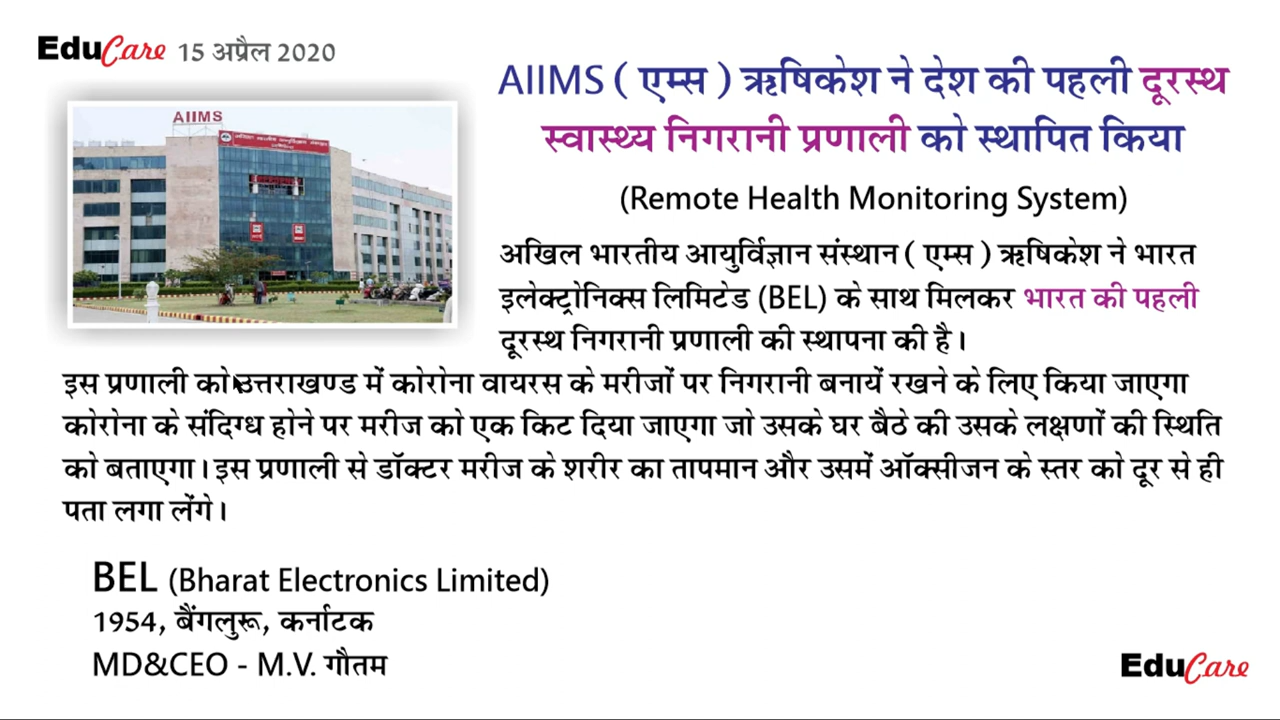 EduCare 15 अप्रैल 2020
AIIMS ( एम्स ) ऋषिकेश ने देश की पहली दूरस्थ
स्वास्थ्य निगरानी प्रणाली को स्थापित किया
(Remote Health Monitoring System)
AIIMS
अखिल भारतीय आयुर्विज्ञान संस्थान ( एम्स ) ऋषिकेश ने भारत
इलेक्ट्रोनिक्स लिमिटेड (BEL) के साथ मिलकर भारत की पहली
दूरस्थ निगरानी प्रणाली की स्थापना की है।
इस प्रणाली को उत्तराखण्ड में कोरोना वायरस के मरीजों पर निगरानी बनायें रखने के लिए किया जाएगा
कोरोना के संदिग्ध होने पर मरीज को एक किट दिया जाएगा जो उसके घर बैठे की उसके लक्षणों की स्थिति
को बताएगा। इस प्रणाली से डॉक्टर मरीज के शरीर का तापमान और उसमें ऑक्सीजन के स्तर को दूर से ही
पता लगा लेंगे।
BEL (Bharat Electronics Limited)
1954, बैंगलुरू, कर्नाटक
MD&CEO - M.V. गौतम
EduCare